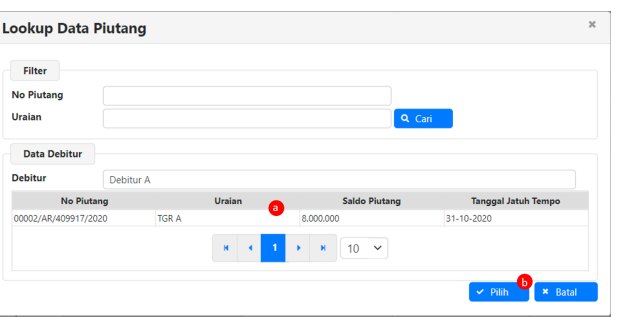 Lookup Data Piutang ×
Filter
No Piutang
Uraian Cari
Data Debitur
Debitur Debitur A
No Piutang Uraian Saldo Piutang Tanggal Jatuh Tempo
a
00002/AR/409917/2020 TGR A 8.000.000 31-10-2020
1 10
b
Pilih Batal